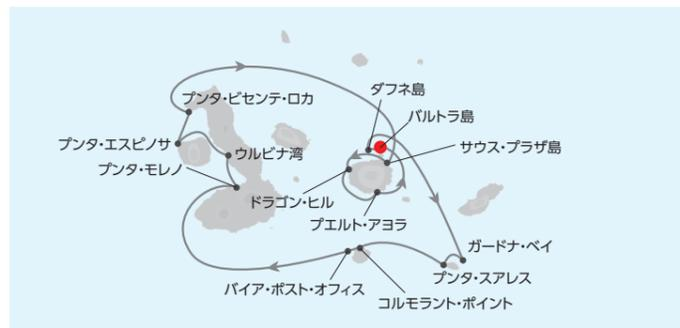 ダフネ島
プンタ・ビセンテ・ロカ
バルトラ島
プンタ・エスピノサ
サウス・プラザ島
ウルビナ湾
プンタ・モレノ
ドラゴン・ヒル
プエルト・アヨラ
ガードナ・ベイ
プンタ・スアレス
バイア・ポスト・オフィス
コルモラント・ポイント